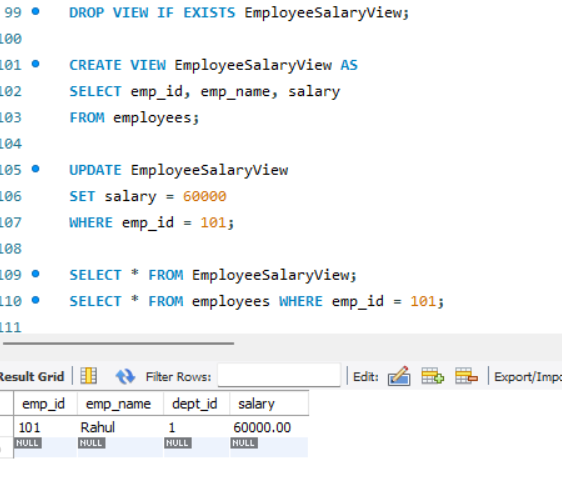 99 DROP VIEW IF EXISTS EmployeeSalaryView;
100
101 CREATE VIEW EmployeeSalaryView AS
102 SELECT emp_id, emp_name, salary
103 FROM employees;
104
105 UPDATE EmployeeSalaryView
106 SET salary = 60000
107 WHERE emp_id = 101;
108
109 SELECT * FROM EmployeeSalaryView;
110 SELECT * FROM employees WHERE emp_id = 101;
111
Result Grid Filter Rows: Edit: Export/Impo
emp_id emp_name dept_id salary
101 Rahul 1 60000.00
NULL NULL NULL NULL